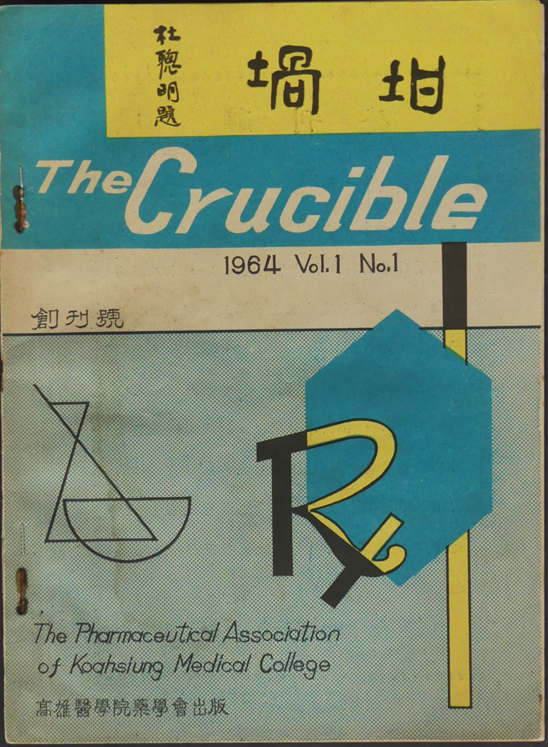 杜聰明題
堝坩
The Crucible
1964 Vol.1 No.1
創刊號
Rx
The Pharmaceutical Association
of Koahsiung Medical College
高雄醫學院藥學會出版